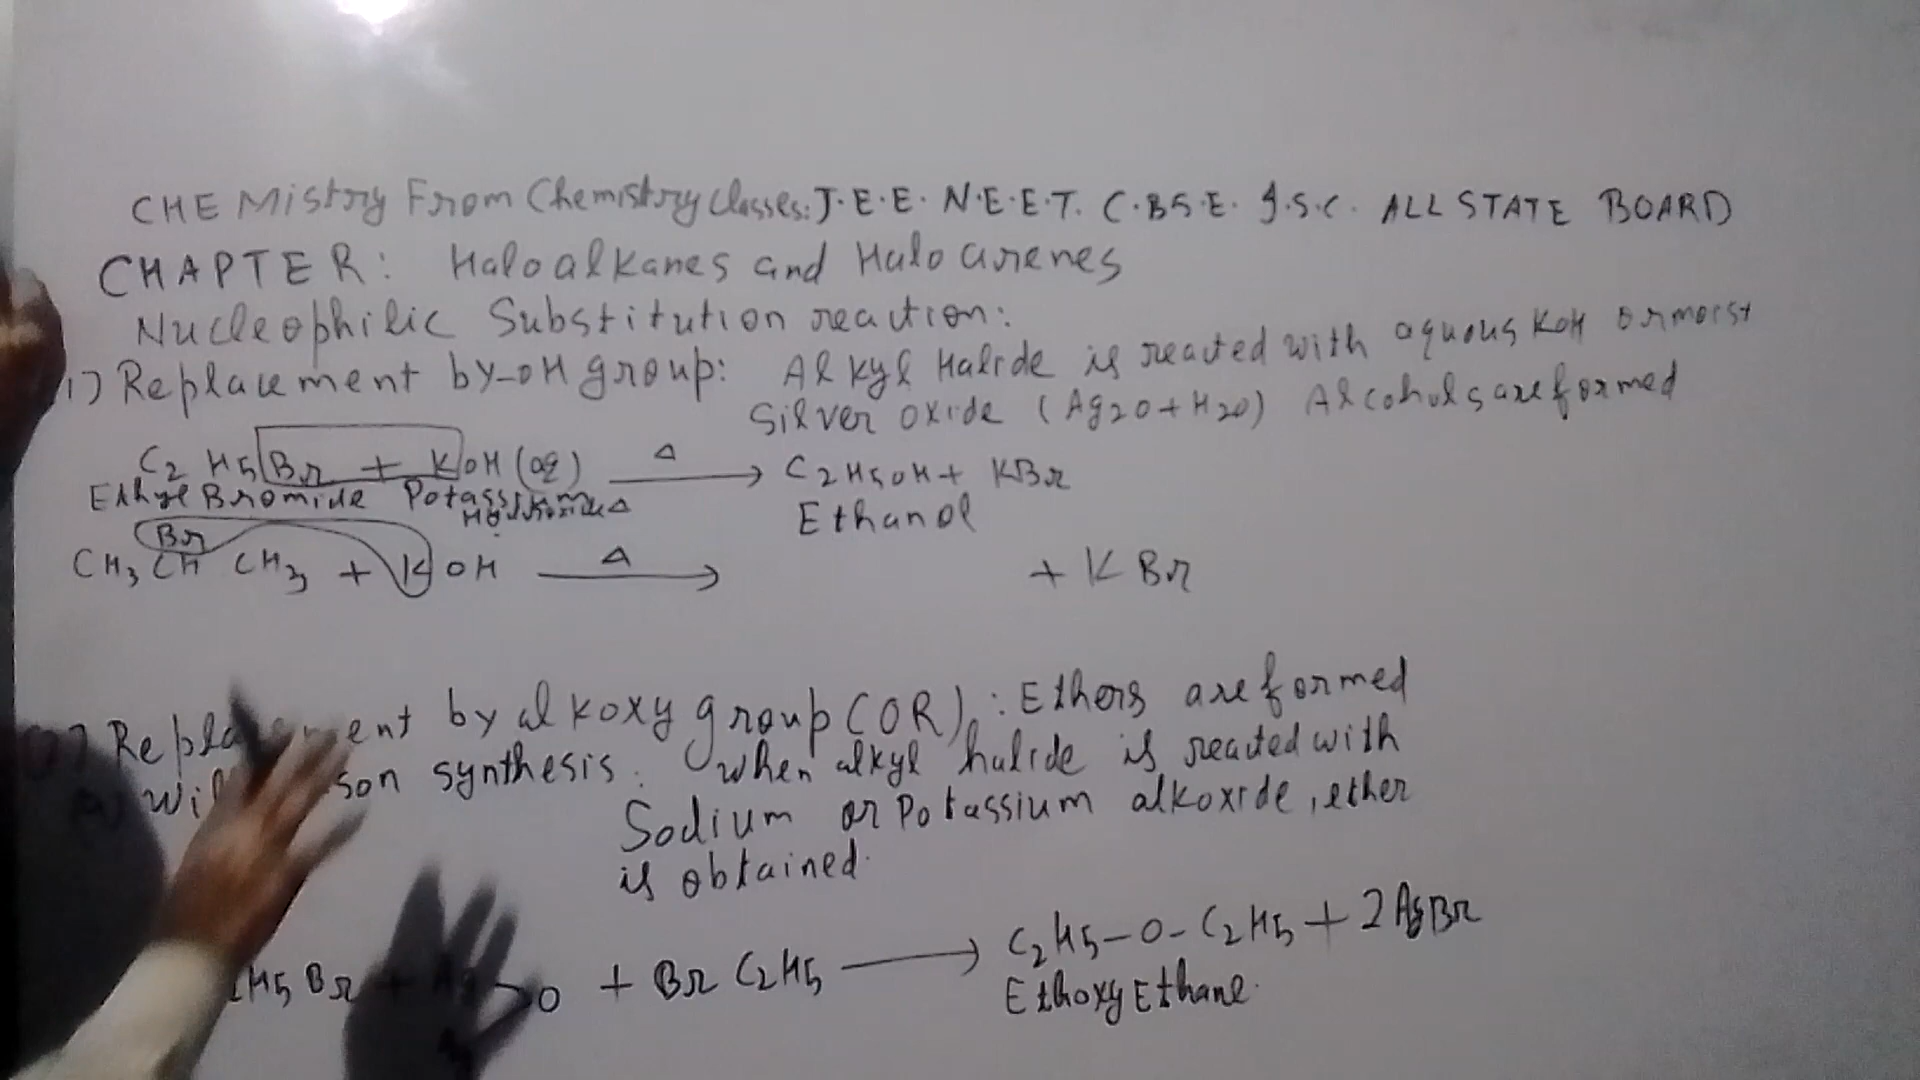 CHEMistry From Chemistry Classes: J.E.E. N.E.E.T. C.B.S.E. I.S.C. ALL STATE BOARD
CHAPTER: Haloalkanes and Haloarenes
Nucleophilic Substitution reaction:
1) Replacement by -OH group: Alkyl Halide is reacted with aquous KOH or moist
Silver oxide (Ag2O + H2O) Alcohols are formed
C2H5Br + KOH (aq) Δ → C2H5OH + KBr
Ethyl Bromide Potassium Δ Ethanol
Br
CH3 CH CH3 + KOH Δ → + KBr
Replacement by alkoxy group (OR): Ethers are formed
synthesis. when alkyl halide is reacted with
Sodium or Potassium alkoxide, ether
is obtained.
H5Br + O + Br C2H5 → C2H5-O-C2H5 + 2AgBr
Ethoxy Ethane.